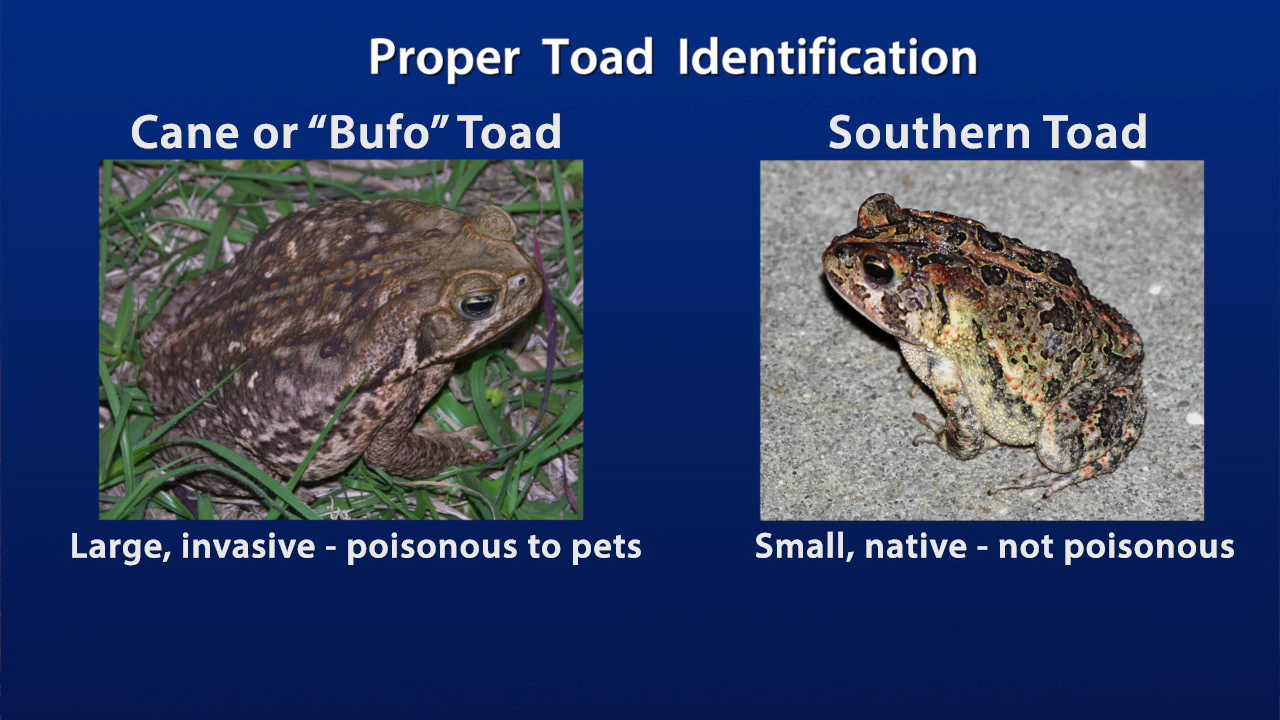 Proper Toad Identification
Cane or “Bufo” Toad
Southern Toad
Large, invasive - poisonous to pets
Small, native - not poisonous